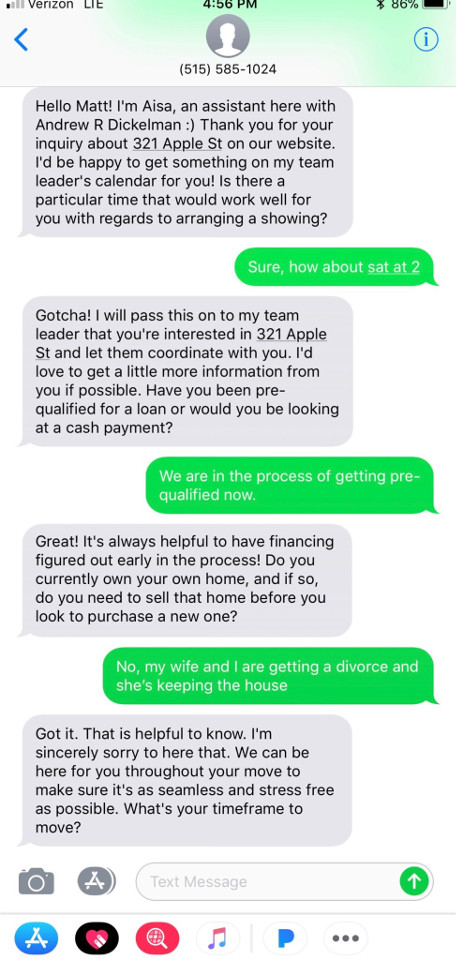 Verizon LTE 4:56 PM 86%
(515) 585-1024
Hello Matt! I'm Aisa, an assistant here with
Andrew R Dickelman :) Thank you for your
inquiry about 321 Apple St on our website.
I'd be happy to get something on my team
leader's calendar for you! Is there a
particular time that would work well for
you with regards to arranging a showing?
Sure, how about sat at 2
Gotcha! I will pass this on to my team
leader that you're interested in 321 Apple
St and let them coordinate with you. I'd
love to get a little more information from
you if possible. Have you been pre-
qualified for a loan or would you be looking
at a cash payment?
We are in the process of getting pre-
qualified now.
Great! It's always helpful to have financing
figured out early in the process! Do you
currently own your own home, and if so,
do you need to sell that home before you
look to purchase a new one?
No, my wife and I are getting a divorce and
she's keeping the house
Got it. That is helpful to know. I'm
sincerely sorry to here that. We can be
here for you throughout your move to
make sure it's as seamless and stress free
as possible. What's your timeframe to
move?
Text Message